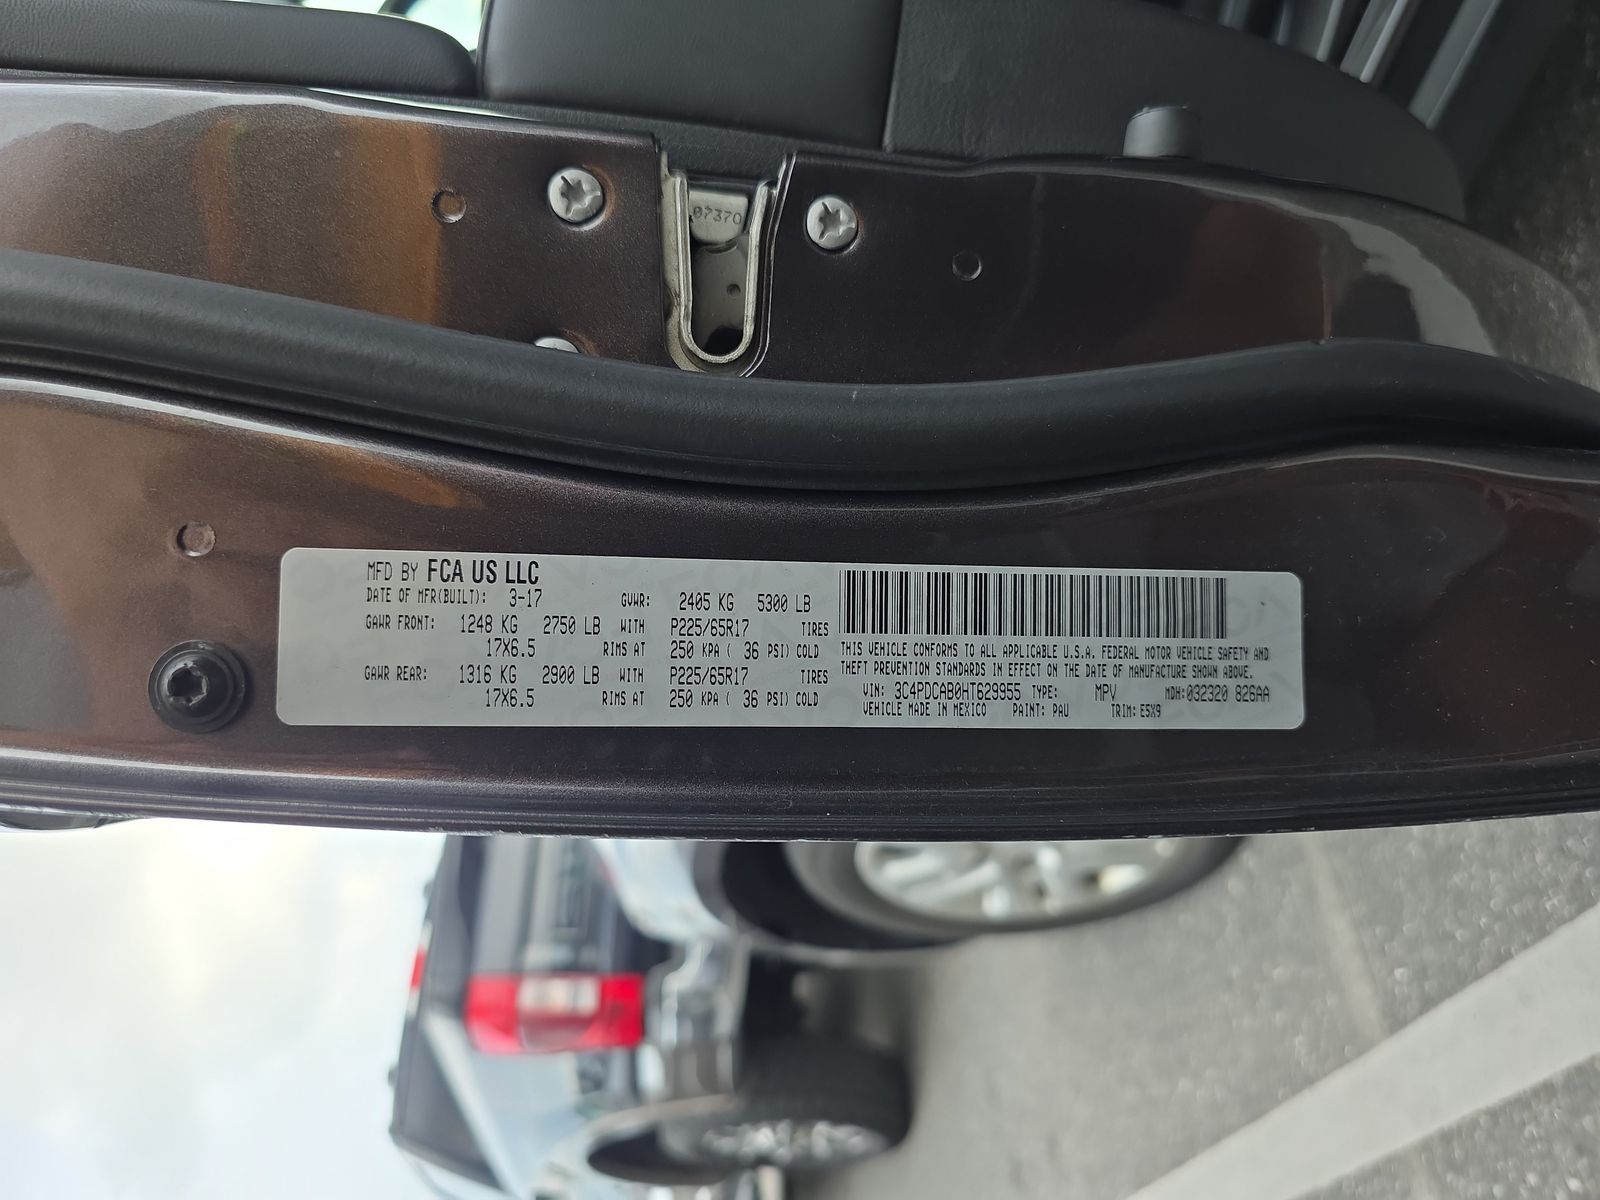 07370
MFD BY FCA US LLC
DATE OF MFR(BUILT): 3-17 GVWR: 2405 KG 5300 LB
GAWR FRONT: 1248 KG 2750 LB WITH P225/65R17 TIRES
17X6.5 RIMS AT 250 KPA ( 36 PSI) COLD
GAWR REAR: 1316 KG 2900 LB WITH P225/65R17 TIRES
17X6.5 RIMS AT 250 KPA ( 36 PSI) COLD
THIS VEHICLE CONFORMS TO ALL APPLICABLE U.S.A. FEDERAL MOTOR VEHICLE SAFETY AND
THEFT PREVENTION STANDARDS IN EFFECT ON THE DATE OF MANUFACTURE SHOWN ABOVE.
VIN: 3C4PDCAB0HT629955 TYPE: MPV MDH: 032320 826AA
VEHICLE MADE IN MEXICO PAINT: PAU TRIM: E5X9